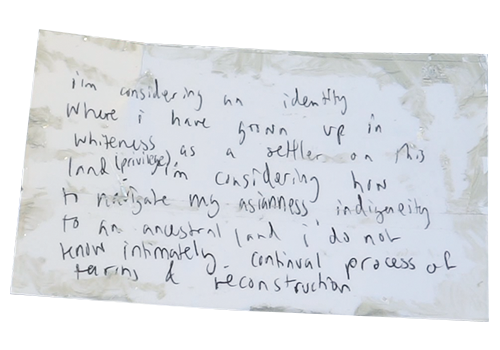 i'm considering an identity
where i have grown up in
whiteness as a settler on this
land (privilege), i'm considering how
to navigate my asianness indigeneity
to an ancestral land i do not
know intimately. continual process of
tearing & reconstruction